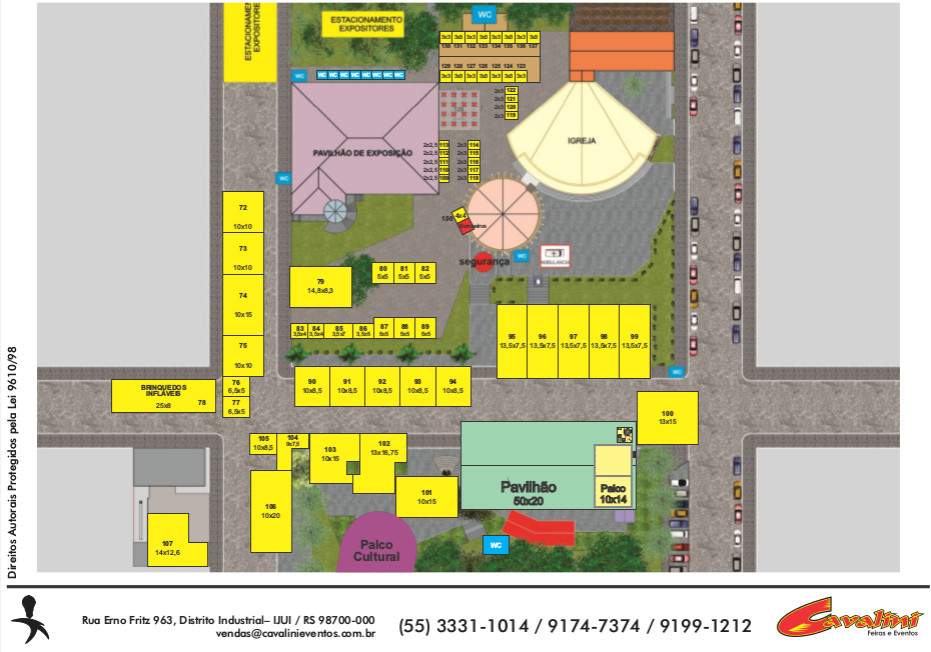 ESTACIONAMENTO
EXPOSITORES
ESTACIONAMENTO
EXPOSITORES
WC
3x3 3x3 3x3 3x3 3x3 3x3 3x3 3x3
130 131 132 133 134 135 136 137
129 128 127 126 125 124 123
3x3 3x3 3x3 3x3 3x3 3x3 3x3
WC
WC WC WC WC WC WC WC WC
2x3 122
2x3 121
2x3 120
2x3 119
IGREJA
PAVILHÃO DE EXPOSIÇÃO
2x2,5 113
2x2,5 112
2x2,5 111
2x2,5 110
2x2,5 109
2x3 114
2x3 115
2x3 116
2x3 117
2x3 118
WC
4x4
segurança
WC
72
10x10
73
10x10
74
10x15
75
10x10
76
6,5x5
77
6,5x5
79
14,8x8,3
80
5x5
81
5x5
82
5x5
83
3,5x4
84
3,5x4
85
3,5x7
86
3,5x5
87
5x5
88
5x5
89
5x5
95
13,5x7,5
96
13,5x7,5
97
13,5x7,5
98
13,5x7,5
99
13,5x7,5
WC
BRINQUEDOS
INFLÁVEIS
78
25x8
90
10x8,5
91
10x8,5
92
10x8,5
93
10x8,5
94
10x8,5
100
13x15
105
10x8,5
104
9x7,5
103
10x15
102
13x16,75
101
10x15
106
10x20
107
14x12,6
Pavilhão
50x20
Palco
10x14
Palco
Cultural
WC
Direitos Autorais Protegidos pela Lei 9610/98
Rua Erno Fritz 963, Distrito Industrial– IJUI / RS 98700-000
vendas@cavalinieventos.com.br
(55) 3331-1014 / 9174-7374 / 9199-1212
Cavalini
Feiras e Eventos